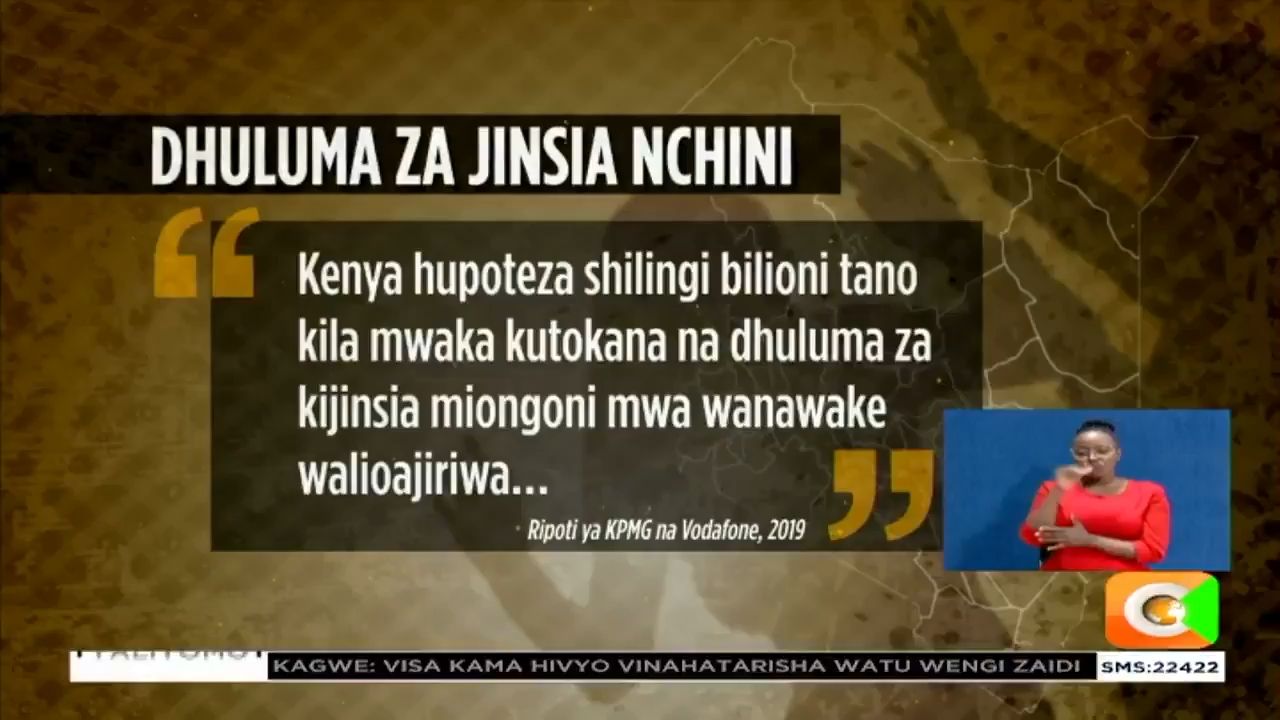 DHULUMA ZA JINSIA NCHINI
Kenya hupoteza shilingi bilioni tano
kila mwaka kutokana na dhuluma za
kijinsia miongoni mwa wanawake
walioajiriwa...
Ripoti ya KPMG na Vodafone, 2019
KAGWE: VISA KAMA HIVYO VINAHATARISHA WATU WENGI ZAIDI
SMS:22422